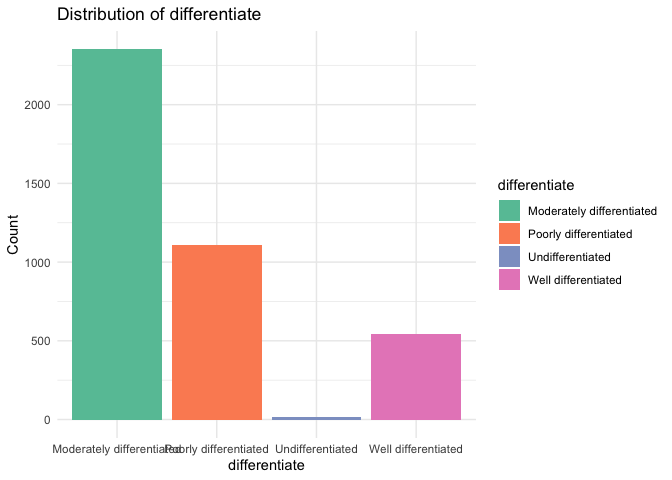 Distribution of differentiate
Count
2000
1500
1000
500
0
Moderately differentiated
Poorly differentiated
Undifferentiated
Well differentiated
differentiate
differentiate
Moderately differentiated
Poorly differentiated
Undifferentiated
Well differentiated